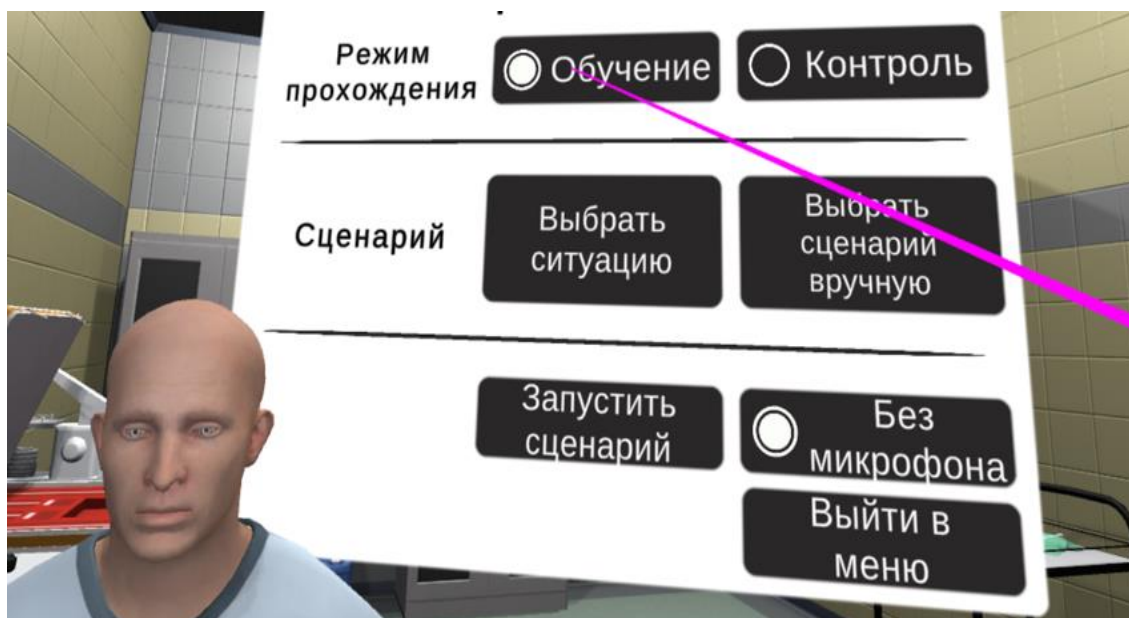 Режим
прохождения
Обучение
Контроль
Сценарий
Выбрать
ситуацию
Выбрать
сценарий
вручную
Запустить
сценарий
Без
микрофона
Выйти в
меню